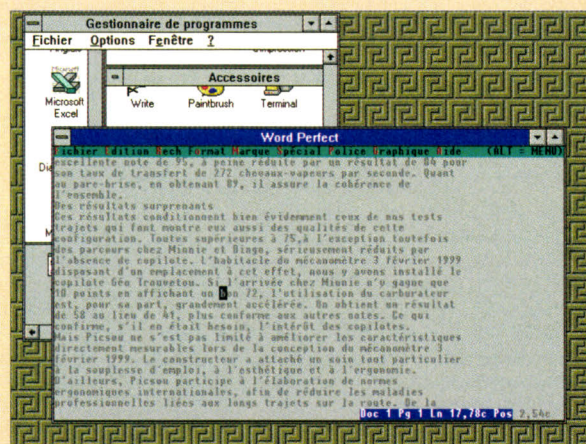 Gestionnaire de programmes
Fichier Options Fenêtre ?
Microsoft
Microsoft Excel
Accessoires
Write Paintbrush Terminal
Word Perfect
Fichier Edition Rech Format Marque Spécial Police Graphique Aide (ALT = MENU)
excellente note de 95, à peine réduite par un résultat de 84 pour
son taux de transfert de 272 chevaux-vapeurs par seconde. Quant
au pare-brise, en obtenant 89, il assure la cohérence de
l'ensemble.
Des résultats surprenants
Ces résultats conditionnent bien évidemment ceux de nos tests
trajets qui font montre eux aussi des qualités de cette
configuration. Toutes supérieures à 75,à l'exception toutefois
des parcours chez Minnie et Dingo, sérieusement réduits par
l'absence de copilote. L'habitacle du mécanomètre 3 février 1999
disposant d'un emplacement à cet effet, nous y avons installé le
copilote Géo Trouvetou. Si l'arrivée chez Minnie n'y gagne que
10 points en affichant un bon 72, l'utilisation du carburateur
est, pour sa part, grandement accélérée. On obtient un résultat
de 58 au lieu de 41, plus conforme aux autres notes. Ce qui
confirme, s'il en était besoin, l'intérêt des copilotes.
Mais Picsou ne s'est pas limité à améliorer les caractéristiques
directement mesurables lors de la conception du mécanomètre 3
février 1999. Le constructeur a attaché un soin tout particulier
à la souplesse d'emploi, à l'esthétique et à l'ergonomie.
D'ailleurs, Picsou participe à l'élaboration de normes
ergonomiques internationales, afin de réduire les maladies
professionnelles liées aux longs trajets sur la route. De la
Doc 1 Pg 1 Ln 17,78c Pos 2,54c